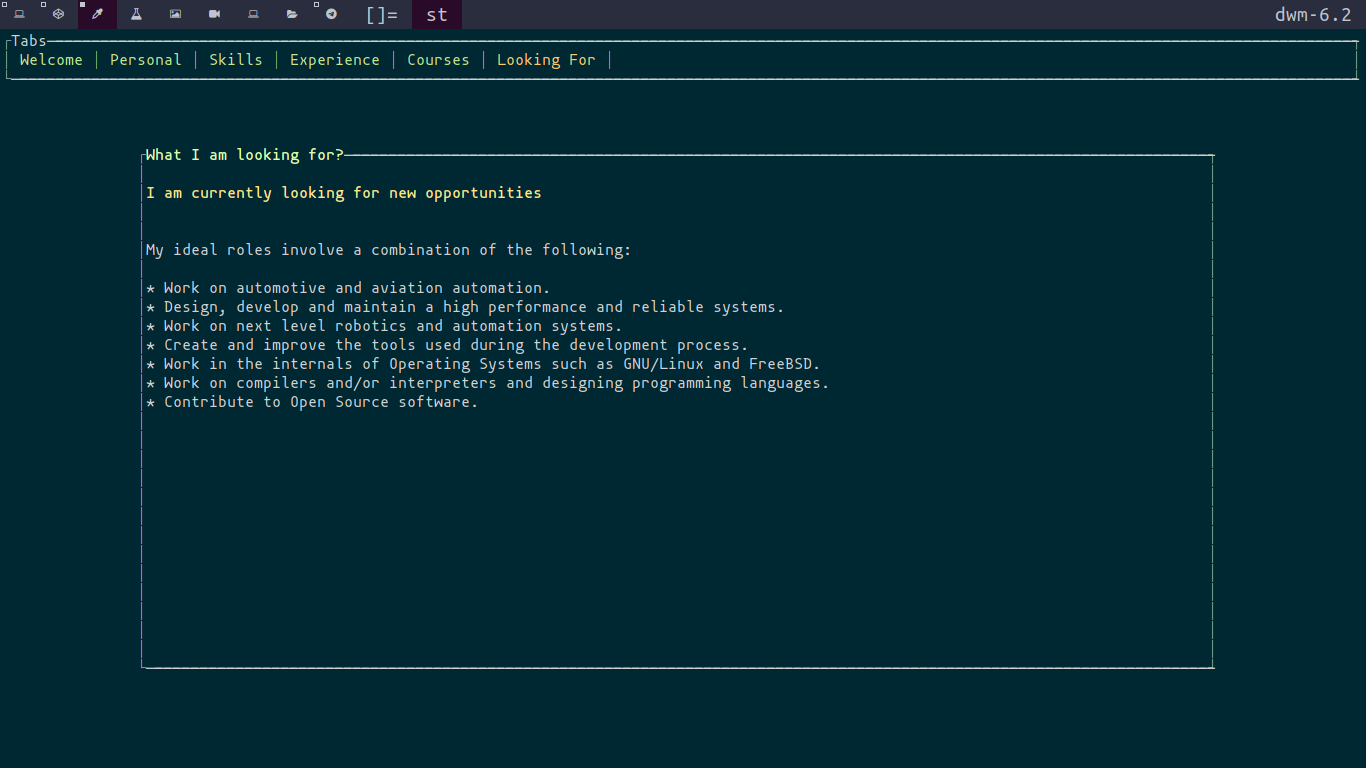 []= st dwm-6.2
Tabs
Welcome │ Personal │ Skills │ Experience │ Courses │ Looking For │
What I am looking for?
I am currently looking for new opportunities
My ideal roles involve a combination of the following:
* Work on automotive and aviation automation.
* Design, develop and maintain a high performance and reliable systems.
* Work on next level robotics and automation systems.
* Create and improve the tools used during the development process.
* Work in the internals of Operating Systems such as GNU/Linux and FreeBSD.
* Work on compilers and/or interpreters and designing programming languages.
* Contribute to Open Source software.